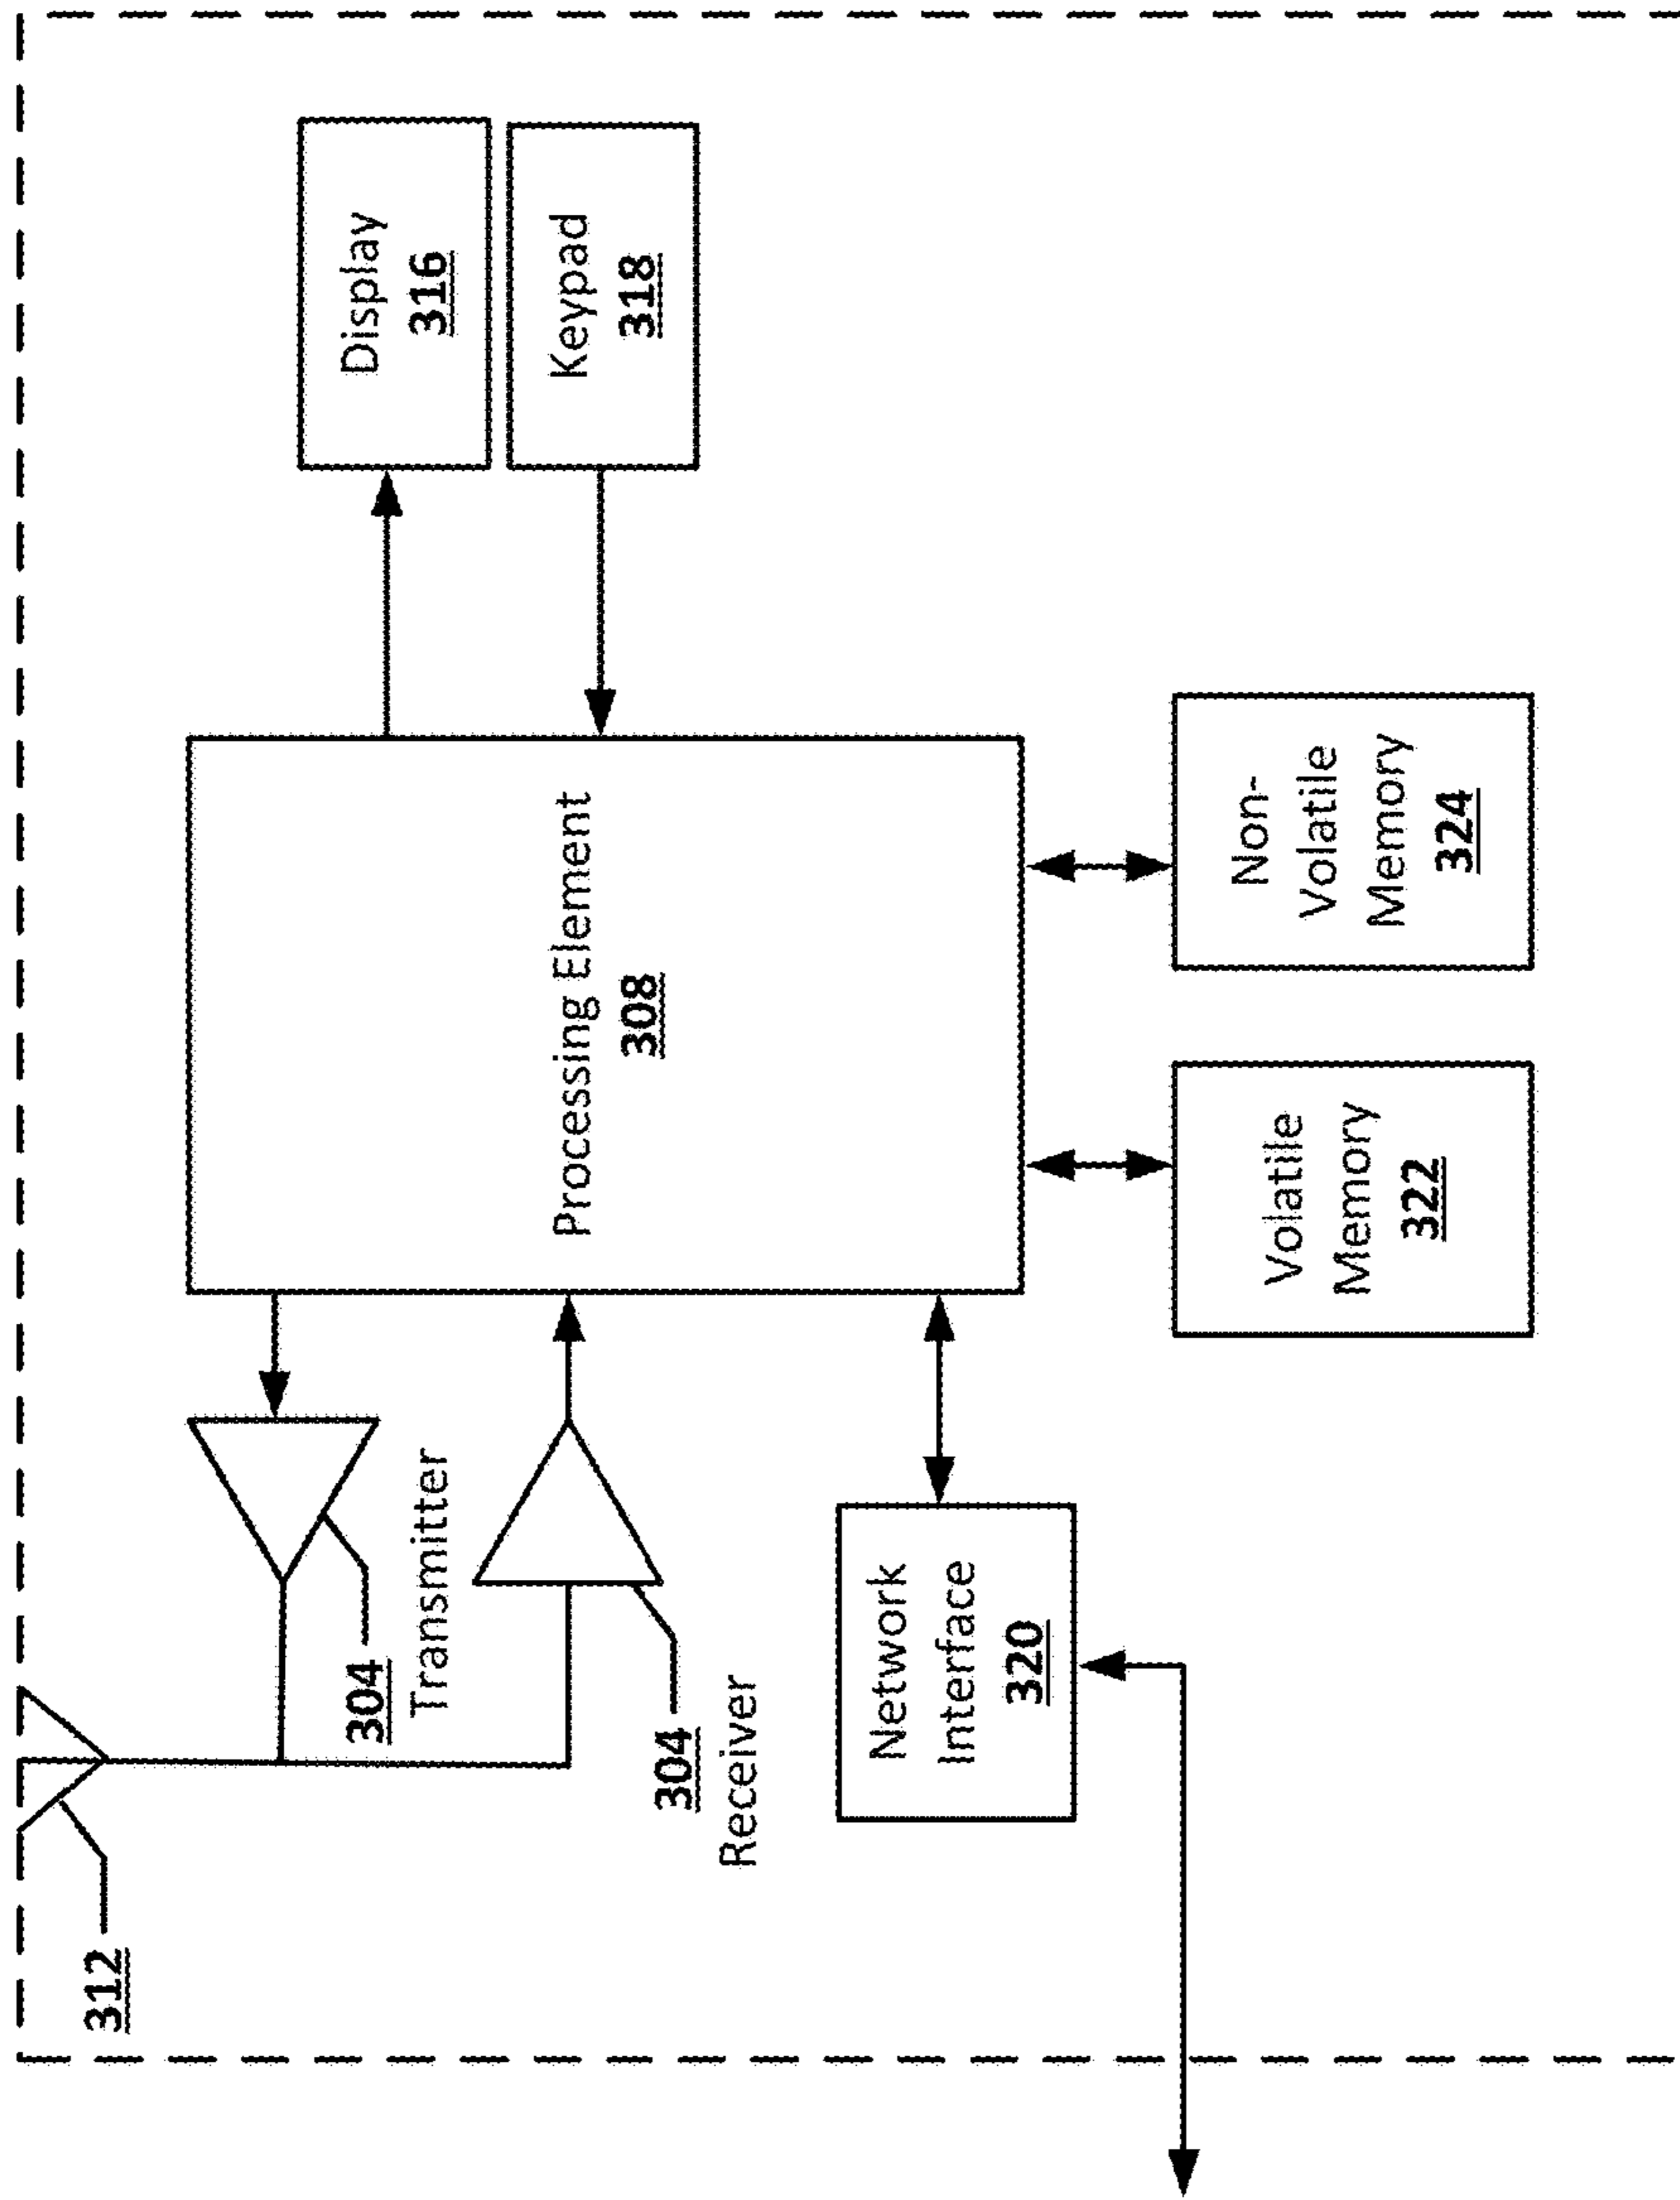 312
304
Transmitter
304
Receiver
Network
Interface
320
Processing Element
308
Volatile
Memory
322
Non-
Volatile
Memory
324
Display
316
Keypad
318